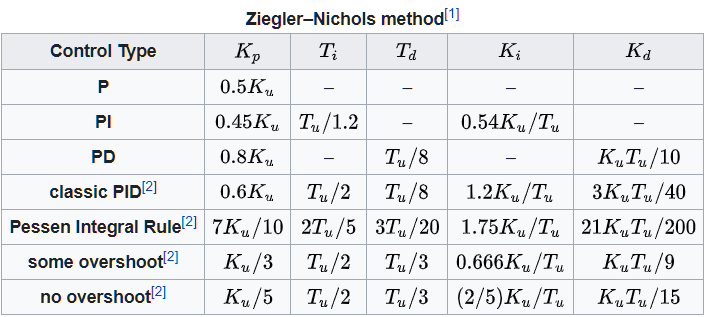 Ziegler–Nichols method[1]
Control Type K_p T_i T_d K_i K_d
P 0.5K_u – – – –
PI 0.45K_u T_u/1.2 – 0.54K_u/T_u –
PD 0.8K_u – T_u/8 – K_uT_u/10
classic PID[2] 0.6K_u T_u/2 T_u/8 1.2K_u/T_u 3K_uT_u/40
Pessen Integral Rule[2] 7K_u/10 2T_u/5 3T_u/20 1.75K_u/T_u 21K_uT_u/200
some overshoot[2] K_u/3 T_u/2 T_u/3 0.666K_u/T_u K_uT_u/9
no overshoot[2] K_u/5 T_u/2 T_u/3 (2/5)K_u/T_u K_uT_u/15